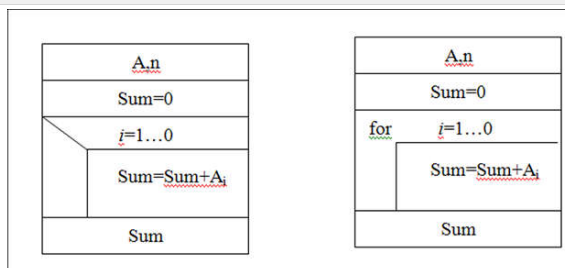 A,n
Sum=0
i=1…0
Sum=Sum+Ai
Sum
A,n
Sum=0
for i=1…0
Sum=Sum+Ai
Sum